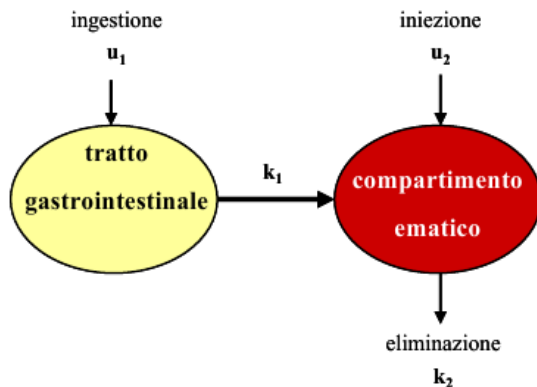 ingestione
u1
iniezione
u2
tratto
gastrointestinale
k1
compartimento
ematico
eliminazione
k2